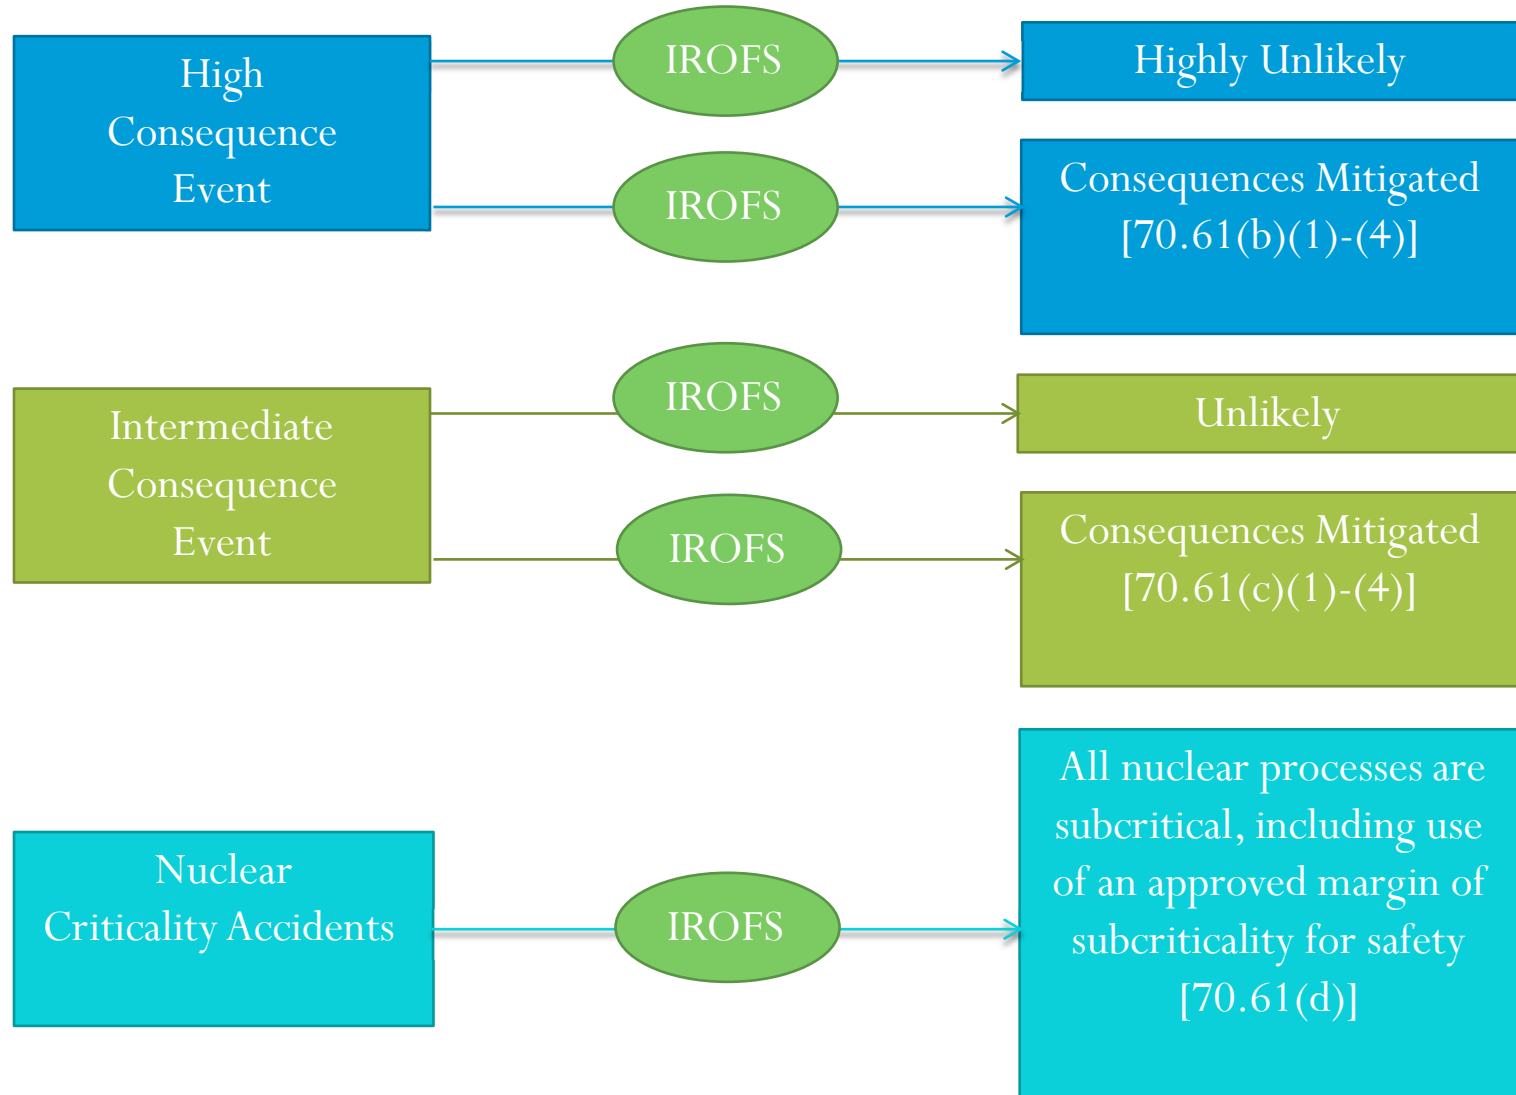 High
Consequence
Event
IROFS
Highly Unlikely
IROFS
Consequences Mitigated
[70.61(b)(1)-(4)]
Intermediate
Consequence
Event
IROFS
Unlikely
IROFS
Consequences Mitigated
[70.61(c)(1)-(4)]
Nuclear
Criticality Accidents
IROFS
All nuclear processes are
subcritical, including use
of an approved margin of
subcriticality for safety
[70.61(d)]